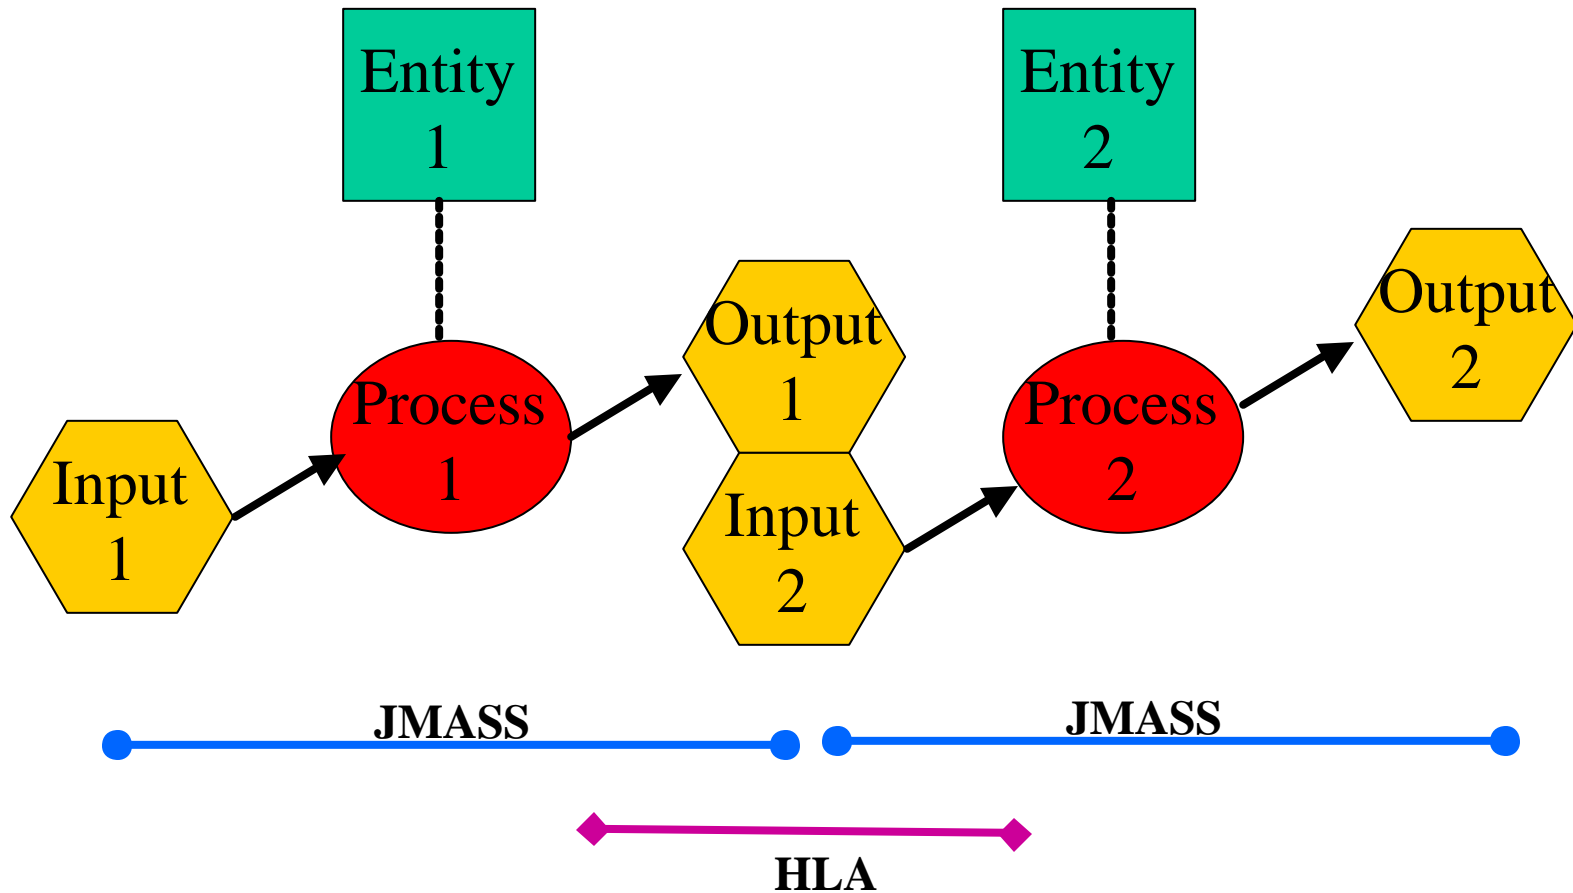 Entity
1
Entity
2
Output
2
Output
1
Process
1
Process
2
Input
1
Input
2
JMASS
JMASS
HLA